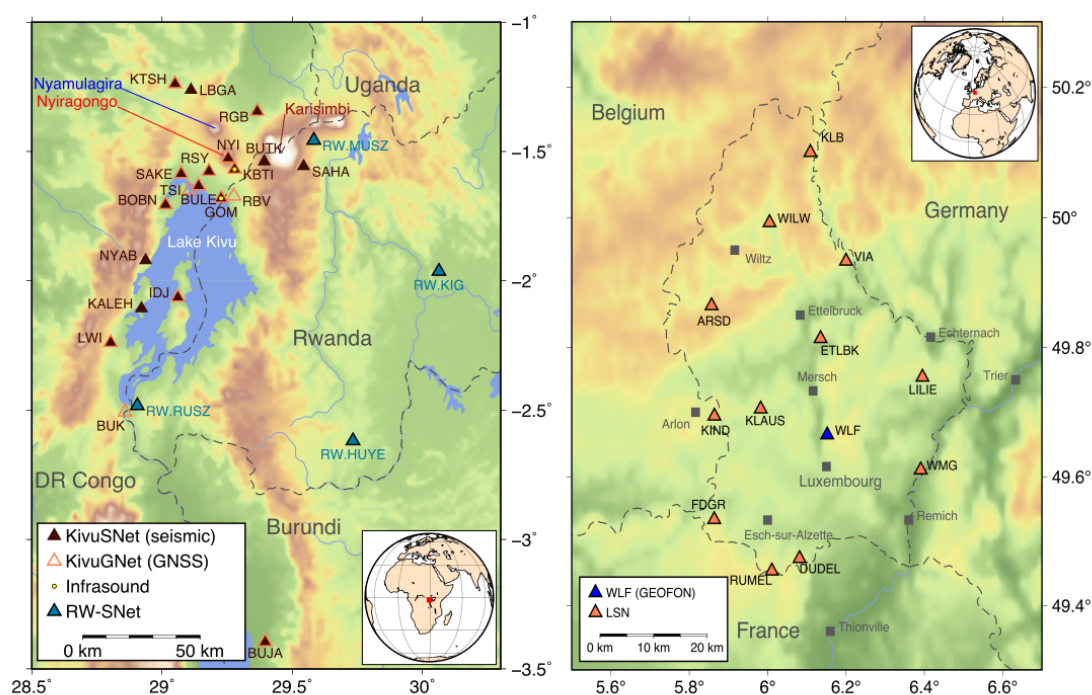 -1°
Uganda
KTSH
LBGA
Nyamulagira
Nyiragongo
RGB
Karisimbi
NYI
BUTK
RW.MUSZ
-1.5°
RSY
SAKE
KBTI
SAHA
TSI
BULE
BOBN
RBV
GOM
Lake Kivu
NYAB
-2°
RW.KIG
IDJ
KALEH
LWI
Rwanda
RW.RUSZ
-2.5°
BUK
RW.HUYE
DR Congo
Burundi
KivuSNet (seismic)
KivuGNet (GNSS)
Infrasound
RW-SNet
0 km 50 km
-3°
BUJA
-3.5°
28.5° 29° 29.5° 30°
Belgium
50.2°
KLB
Germany
WILW
50°
Wiltz
VIA
ARSD
Ettelbruck
Echternach
ETLBK
49.8°
Mersch
Trier
LILIE
KLAUS
KIND
Arlon
WLF
WMG
Luxembourg
49.6°
FDGR
Remich
Esch-sur-Alzette
DUDEL
RUMEL
WLF (GEOFON)
LSN
0 km 10 km 20 km
France
Thionville
49.4°
5.6° 5.8° 6° 6.2° 6.4°